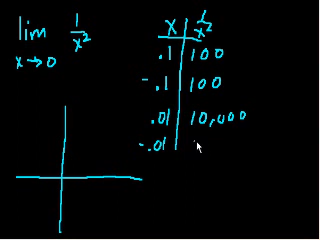 lim 1/x²
x→0
x | 1/x²
.1 | 100
-.1 | 100
.01 | 10,000
-.01 |